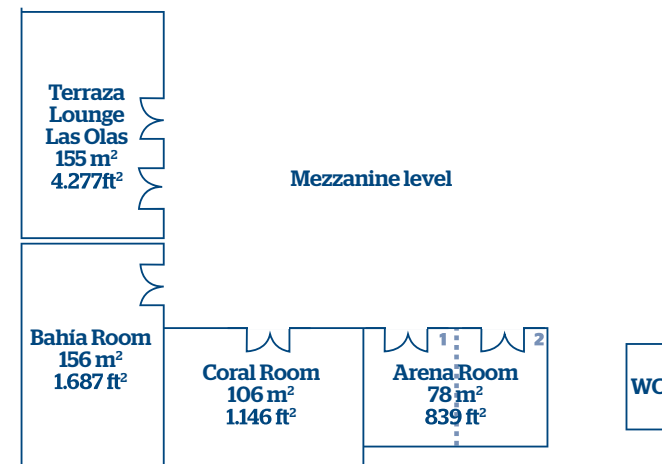 Terraza
Lounge
Las Olas
155 m²
4.277ft²
Mezzanine level
Bahía Room
156 m²
1.687 ft²
Coral Room
106 m²
1.146 ft²
1
2
Arena Room
78 m²
839 ft²
WC